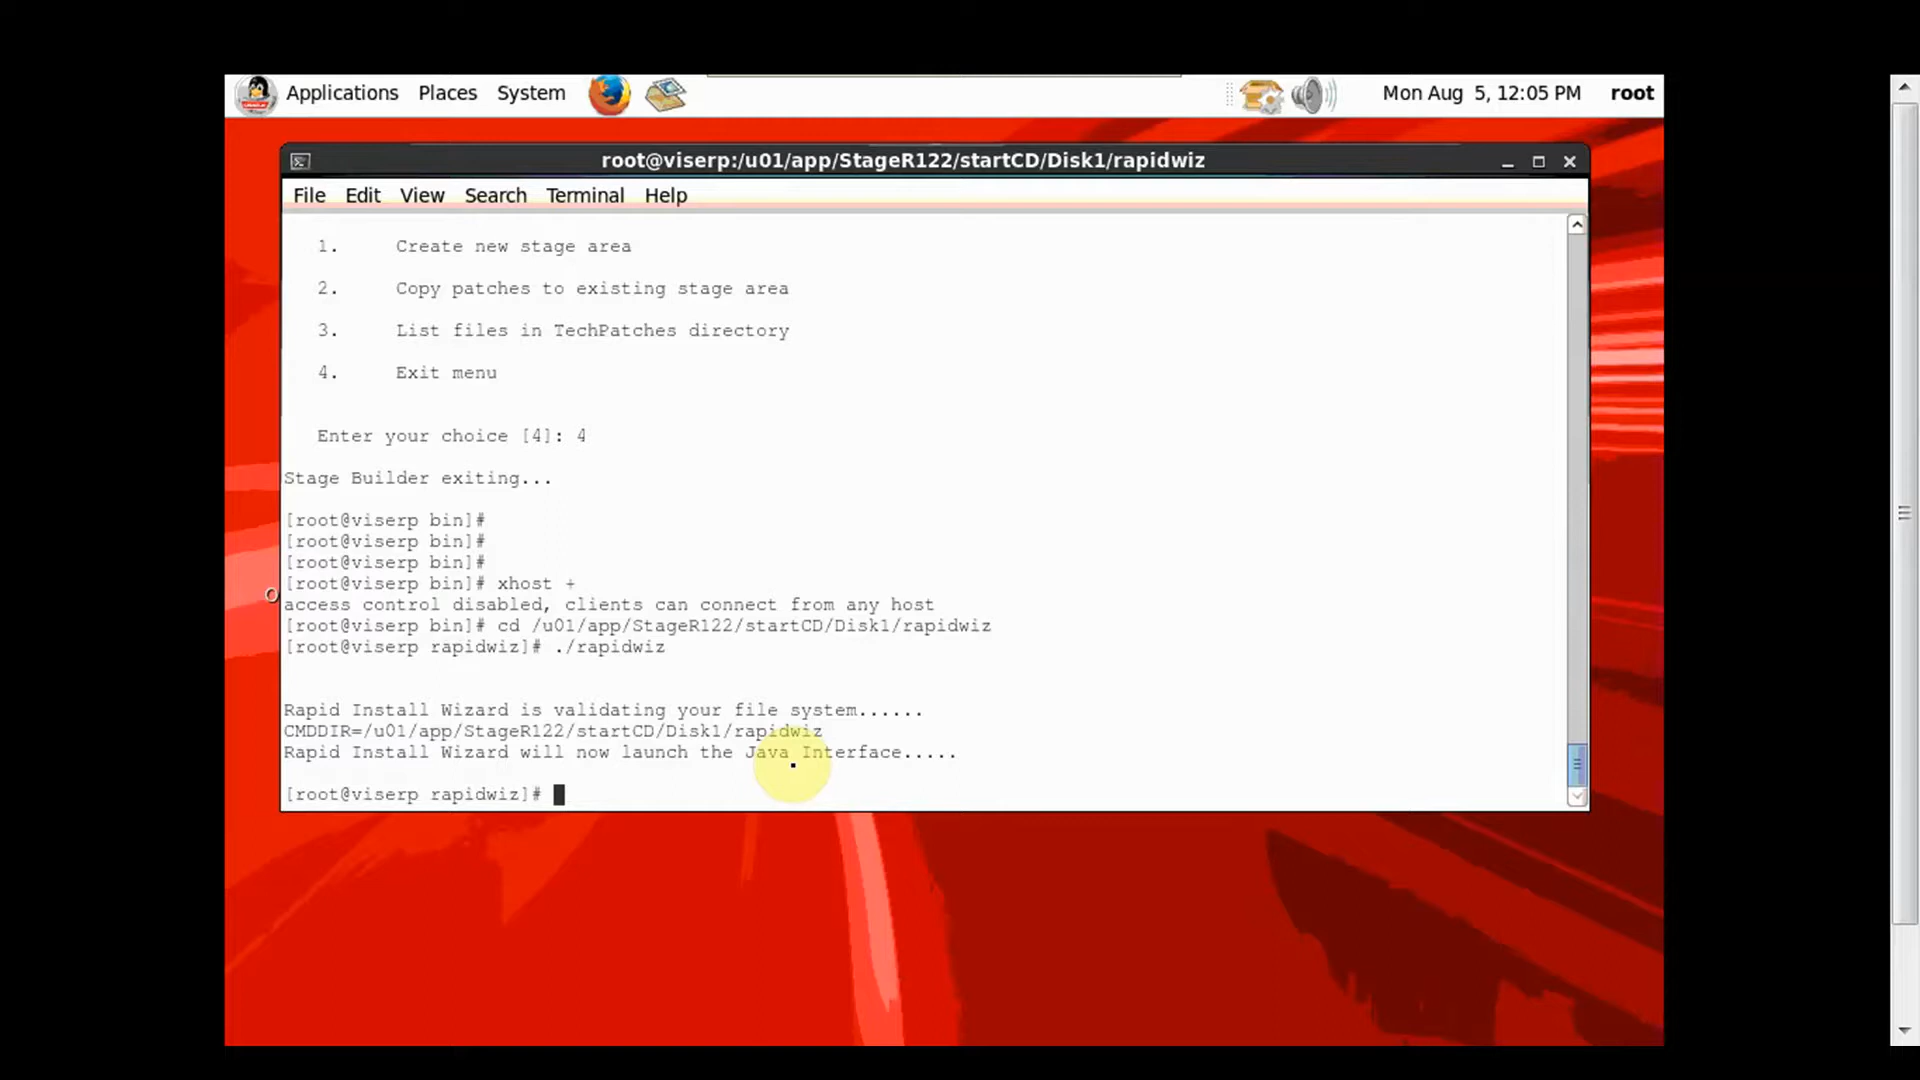 Applications Places System Mon Aug 5, 12:05 PM root
root@viserp:/u01/app/StageR122/startCD/Disk1/rapidwiz
File Edit View Search Terminal Help
1. Create new stage area
2. Copy patches to existing stage area
3. List files in TechPatches directory
4. Exit menu
Enter your choice [4]: 4
Stage Builder exiting...
[root@viserp bin]#
[root@viserp bin]#
[root@viserp bin]#
[root@viserp bin]# xhost +
access control disabled, clients can connect from any host
[root@viserp bin]# cd /u01/app/StageR122/startCD/Disk1/rapidwiz
[root@viserp rapidwiz]# ./rapidwiz
Rapid Install Wizard is validating your file system......
CMDDIR=/u01/app/StageR122/startCD/Disk1/rapidwiz
Rapid Install Wizard will now launch the Java Interface.....
[root@viserp rapidwiz]#